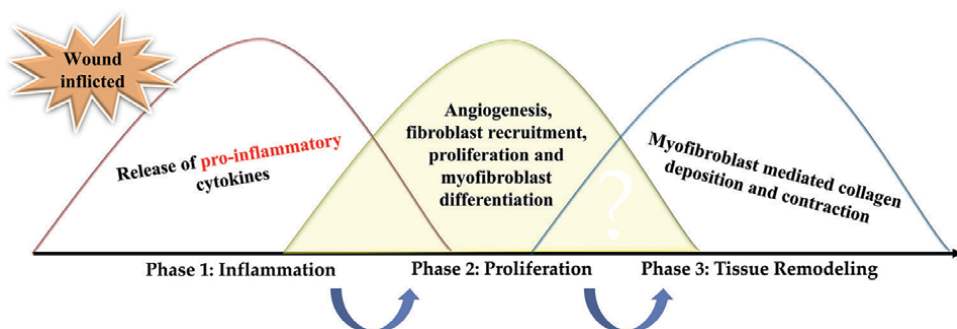 Wound
inflicted
Release of pro-inflammatory
cytokines
Angiogenesis,
fibroblast recruitment,
proliferation and
myofibroblast
differentiation
?
Myofibroblast mediated collagen
deposition and contraction
Phase 1: Inflammation
Phase 2: Proliferation
Phase 3: Tissue Remodeling